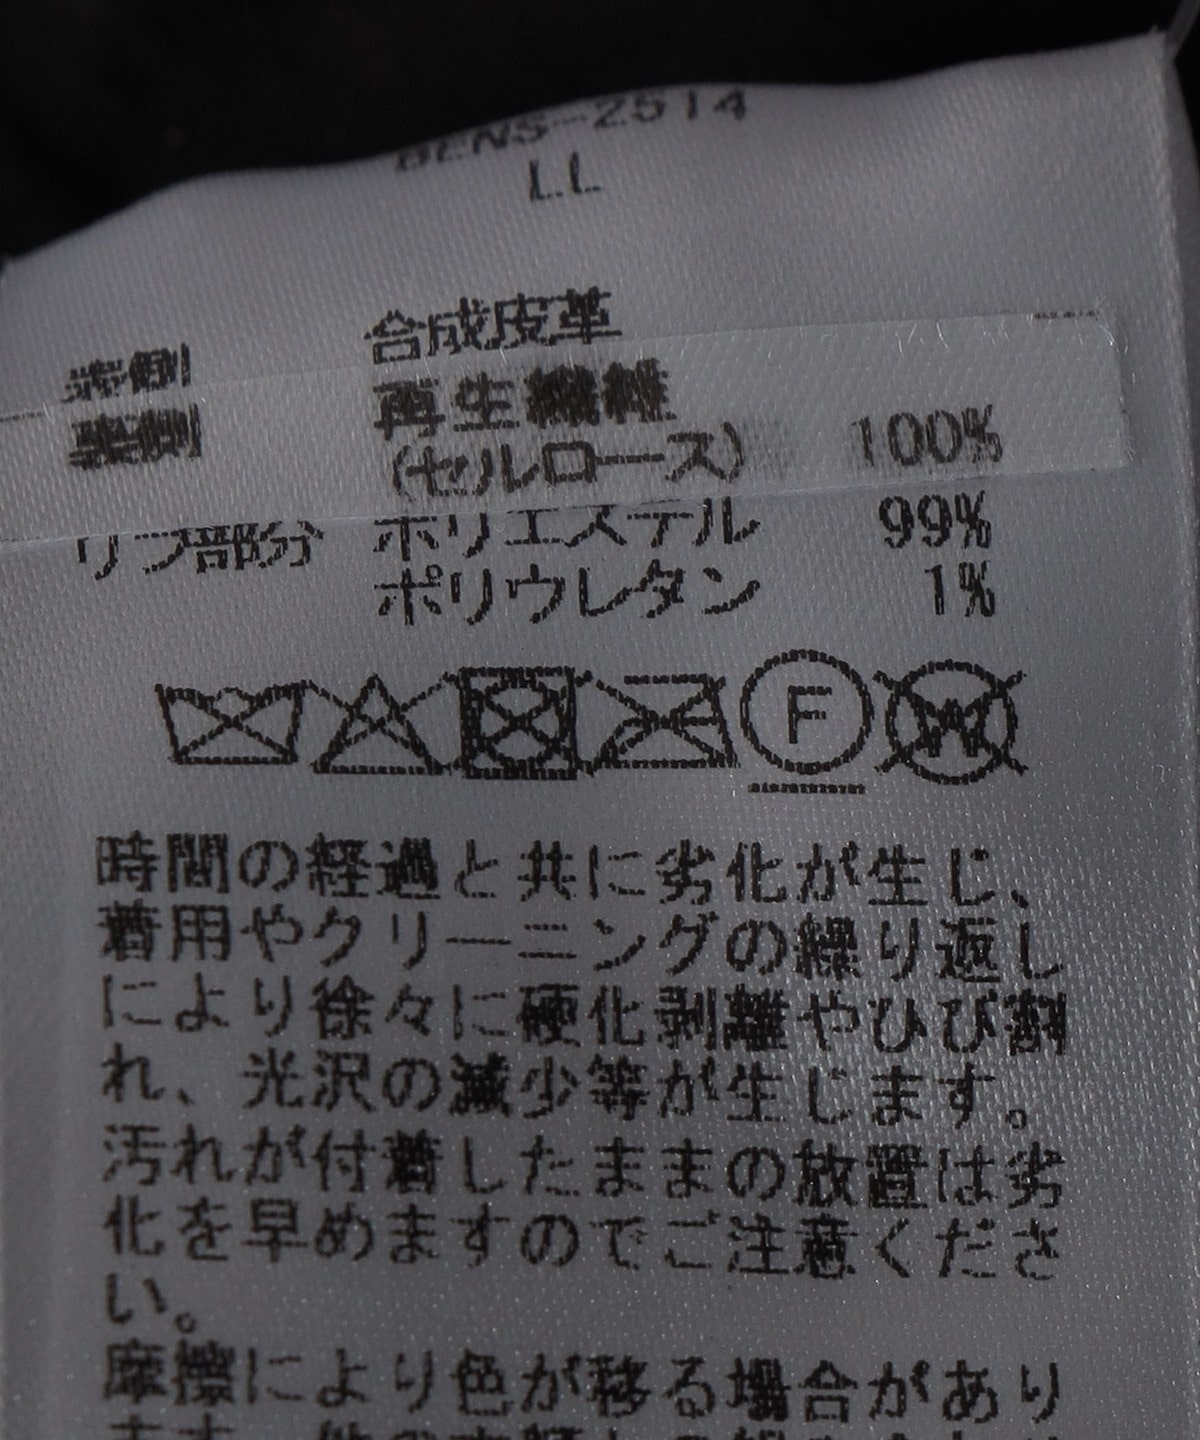 BENS-2514
LL
表側 合成皮革
裏側 再生繊維
(セルロース) 100%
リブ部分 ポリエステル 99%
ポリウレタン 1%
F W
時間の経過と共に劣化が生じ、
着用やクリーニングの繰り返し
により徐々に硬化剥離やひび割
れ、光沢の減少等が生じます。
汚れが付着したままの放置は劣
化を早めますのでご注意くださ
い。
摩擦により色が移る場合があり